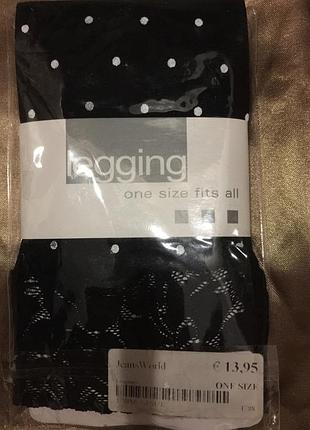 legging
one size fits all
JeansWorld
€ 13,95
ONE SIZE